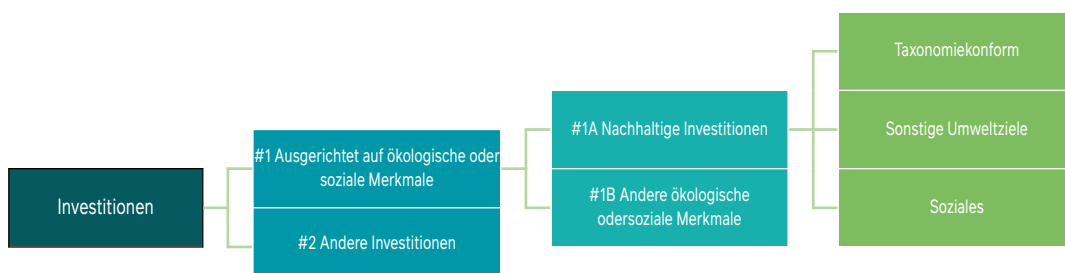 Investitionen
#1 Ausgerichtet auf ökologische oder
soziale Merkmale
#2 Andere Investitionen
#1A Nachhaltige Investitionen
#1B Andere ökologische
odersoziale Merkmale
Taxonomiekonform
Sonstige Umweltziele
Soziales